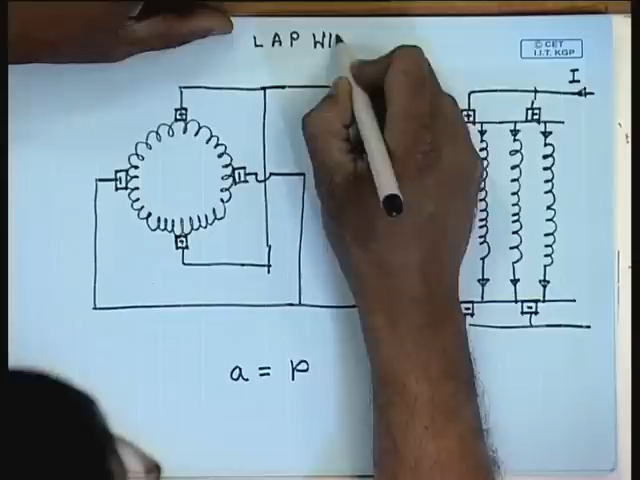 LAP WI
© CET
I.I.T. KGP
I
+
+
-
-
a = p